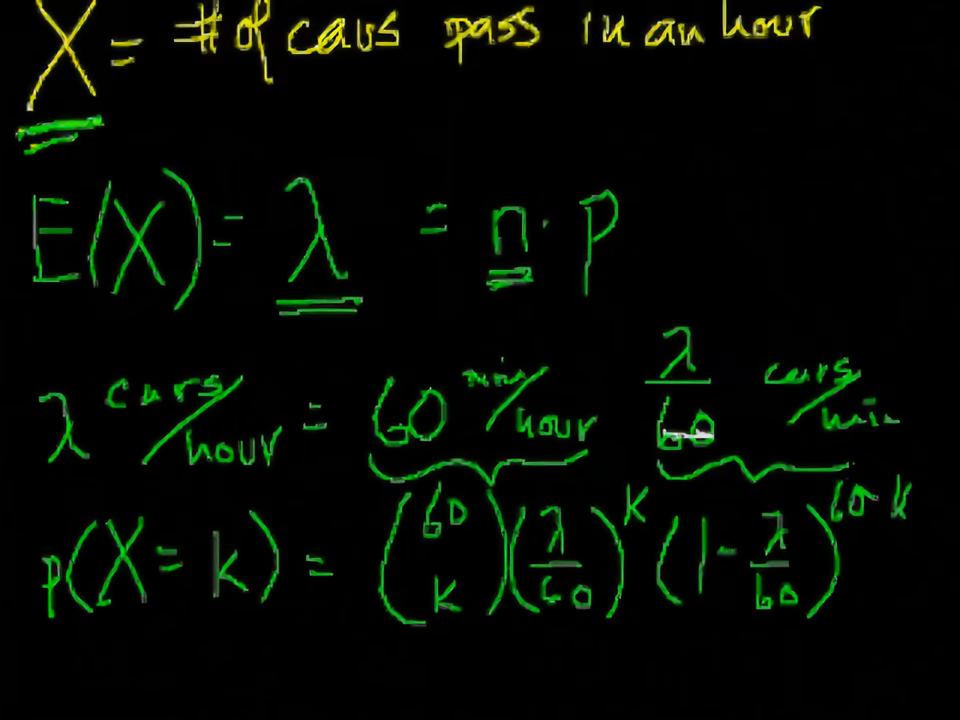 X = # of cars pass in an hour
E(X) = λ = n · p
λ cars/hour = 60 min/hour λ/60 cars/min
P(X = k) = (60 k) (λ/60)^k (1 - λ/60)^60-k